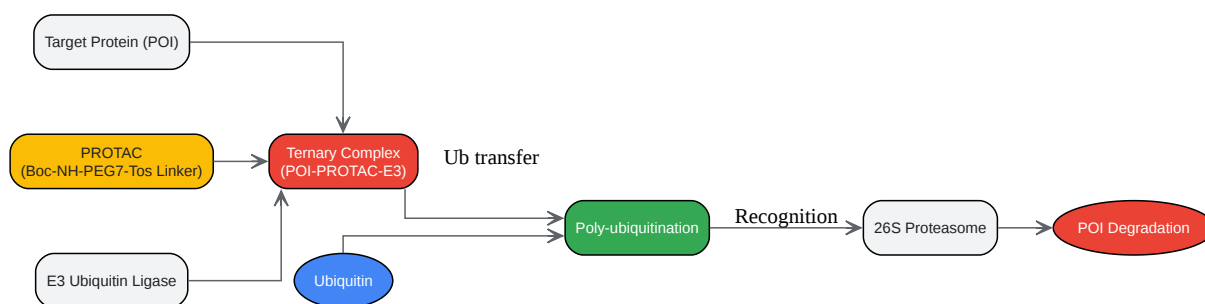 Target Protein (POI)
PROTAC
(Boc-NH-PEG7-Tos Linker)
Ternary Complex
(POI-PROTAC-E3)
Ub transfer
E3 Ubiquitin Ligase
Ubiquitin
Poly-ubiquitination
Recognition
26S Proteasome
POI Degradation